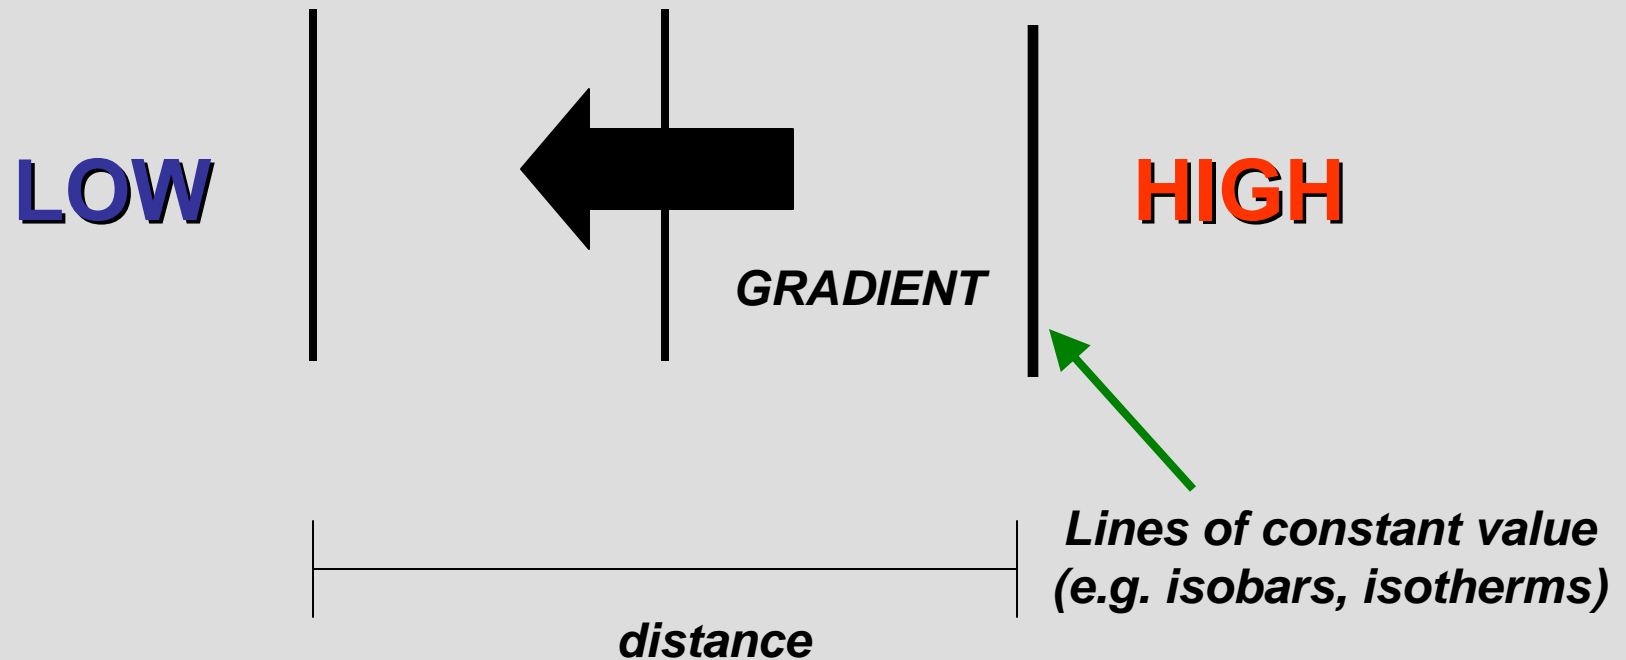 LOW
HIGH
GRADIENT
Lines of constant value
(e.g. isobars, isotherms)
distance